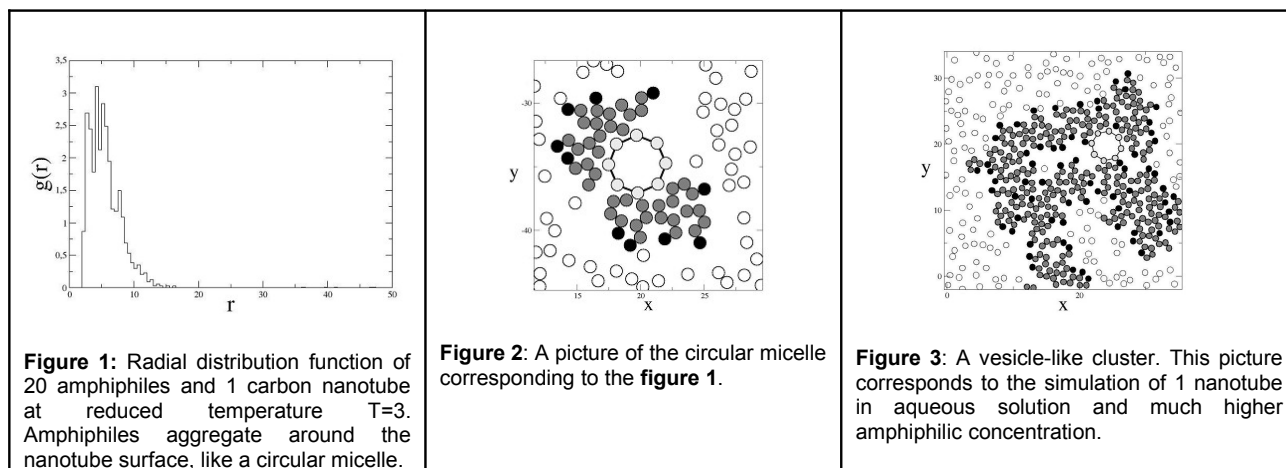 3,5
3
2,5
2
1,5
1
0,5
0
g(r)
0 10 20 30 40 50
r
Figure 1: Radial distribution function of
20 amphiphiles and 1 carbon nanotube
at reduced temperature T=3.
Amphiphiles aggregate around the
nanotube surface, like a circular micelle.
-30
y
-40
15 20 25
x
Figure 2: A picture of the circular micelle
corresponding to the figure 1.
30
20
y
10
0
0 20
x
Figure 3: A vesicle-like cluster. This picture
corresponds to the simulation of 1 nanotube
in aqueous solution and much higher
amphiphilic concentration.